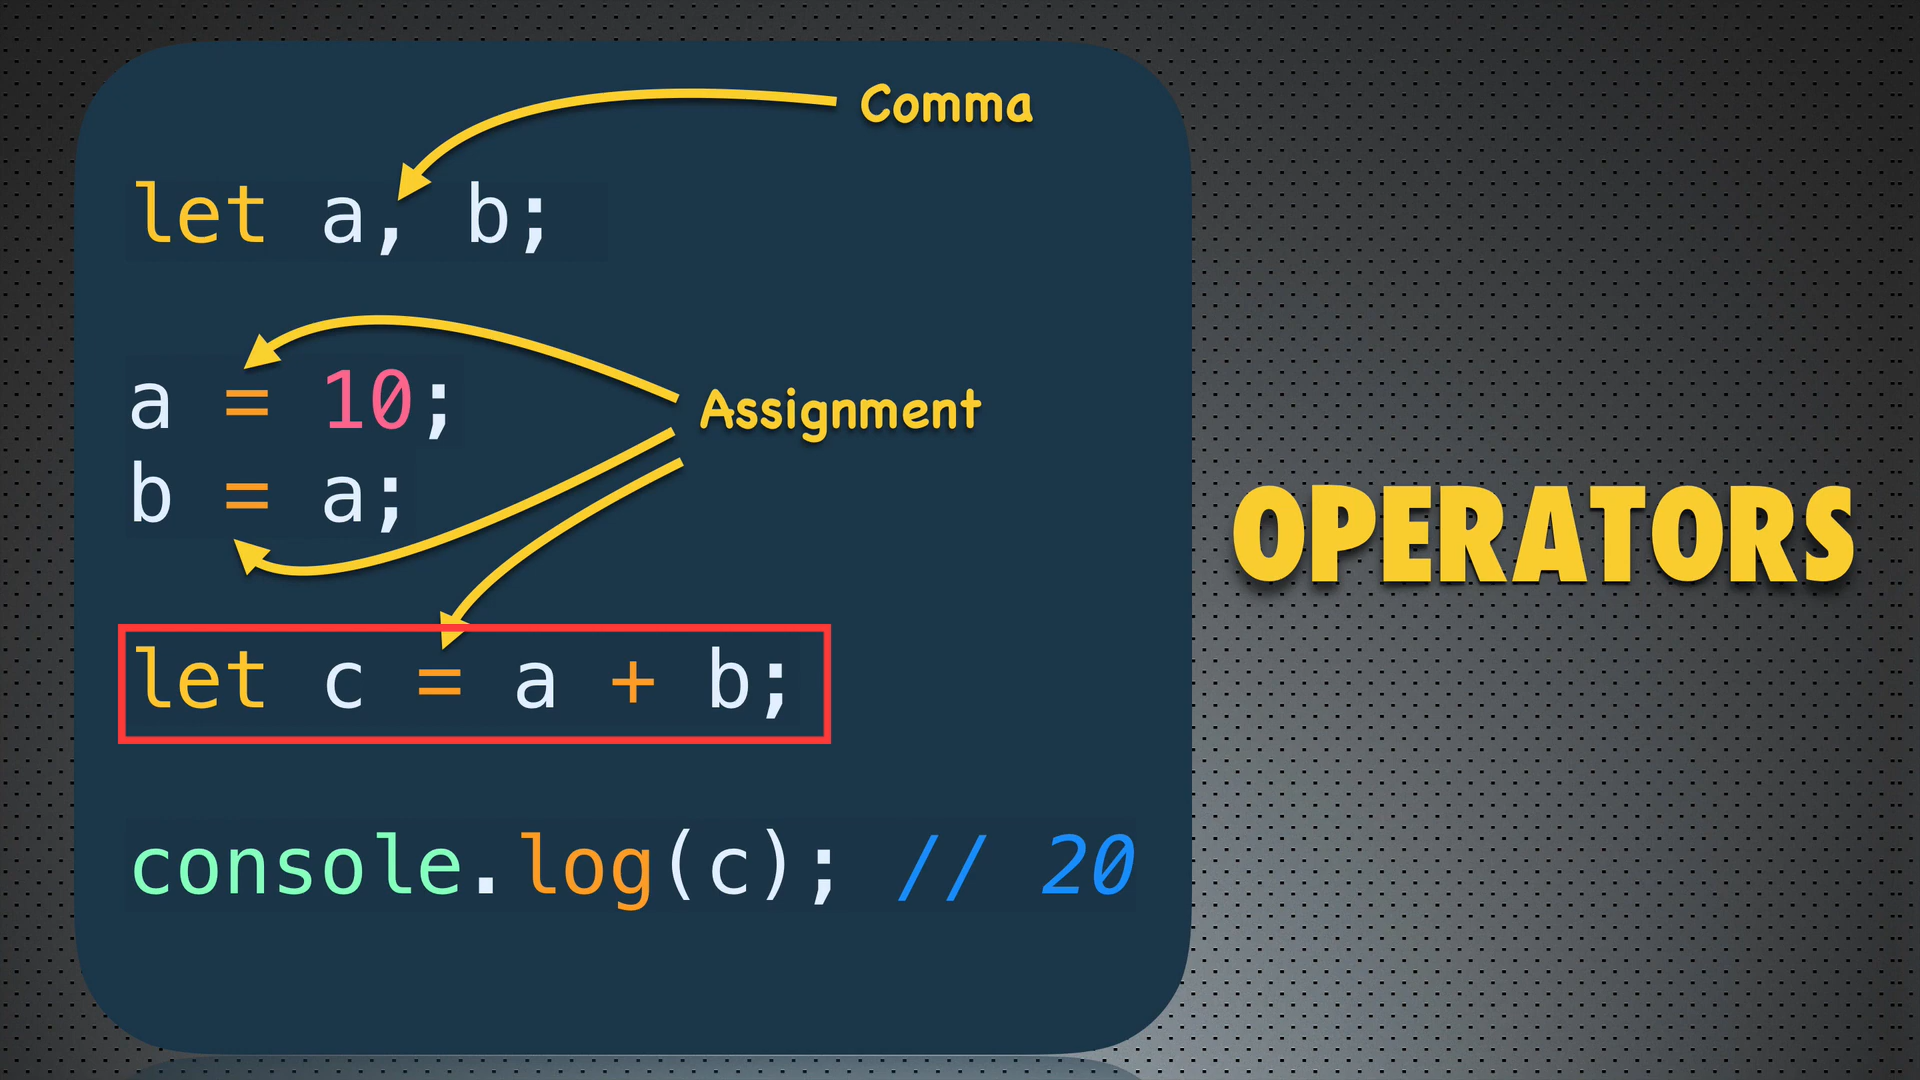 Comma
let a, b;
a = 10;
Assignment
b = a;
OPERATORS
let c = a + b;
console.log(c); // 20